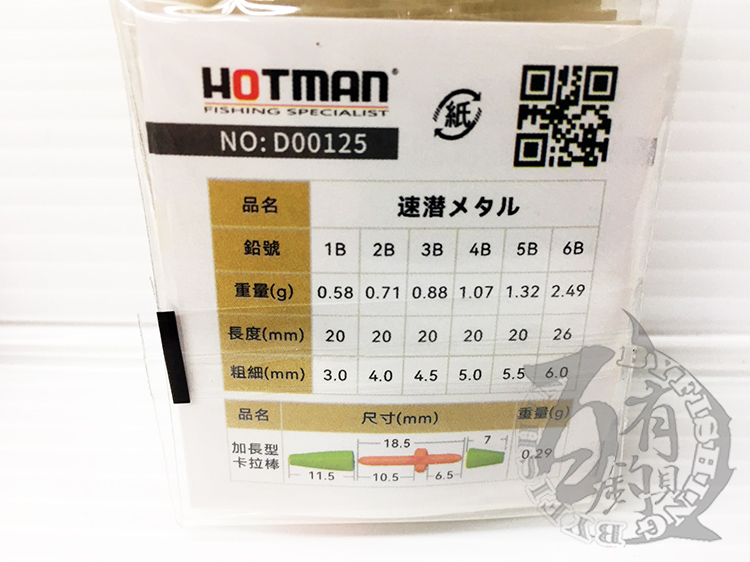 HOTMAN®
FISHING SPECIALIST
紙
NO: D00125
品名 速潜メタル
鉛號 1B 2B 3B 4B 5B 6B
重量(g) 0.58 0.71 0.88 1.07 1.32 2.49
長度(mm) 20 20 20 20 20 26
粗細(mm) 3.0 4.0 4.5 5.0 5.5 6.0
品名 尺寸(mm) 重量(g)
加長型
卡拉棒
18.5 7
11.5 10.5 6.5
0.29
有釣
BYFISHING